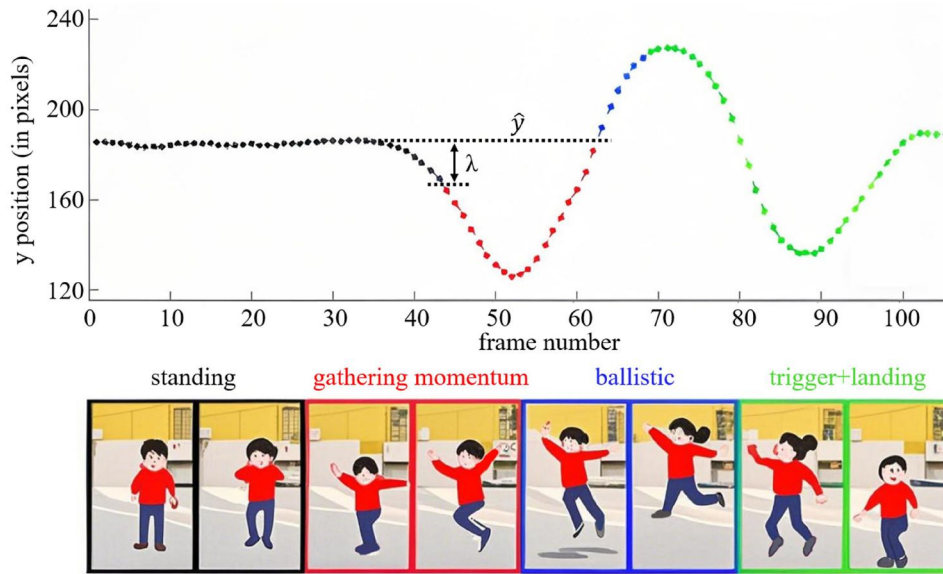 240
200
160
120
y position (in pixels)
ŷ
λ
0 10 20 30 40 50 60 70 80 90 100
frame number
standing gathering momentum ballistic trigger+landing